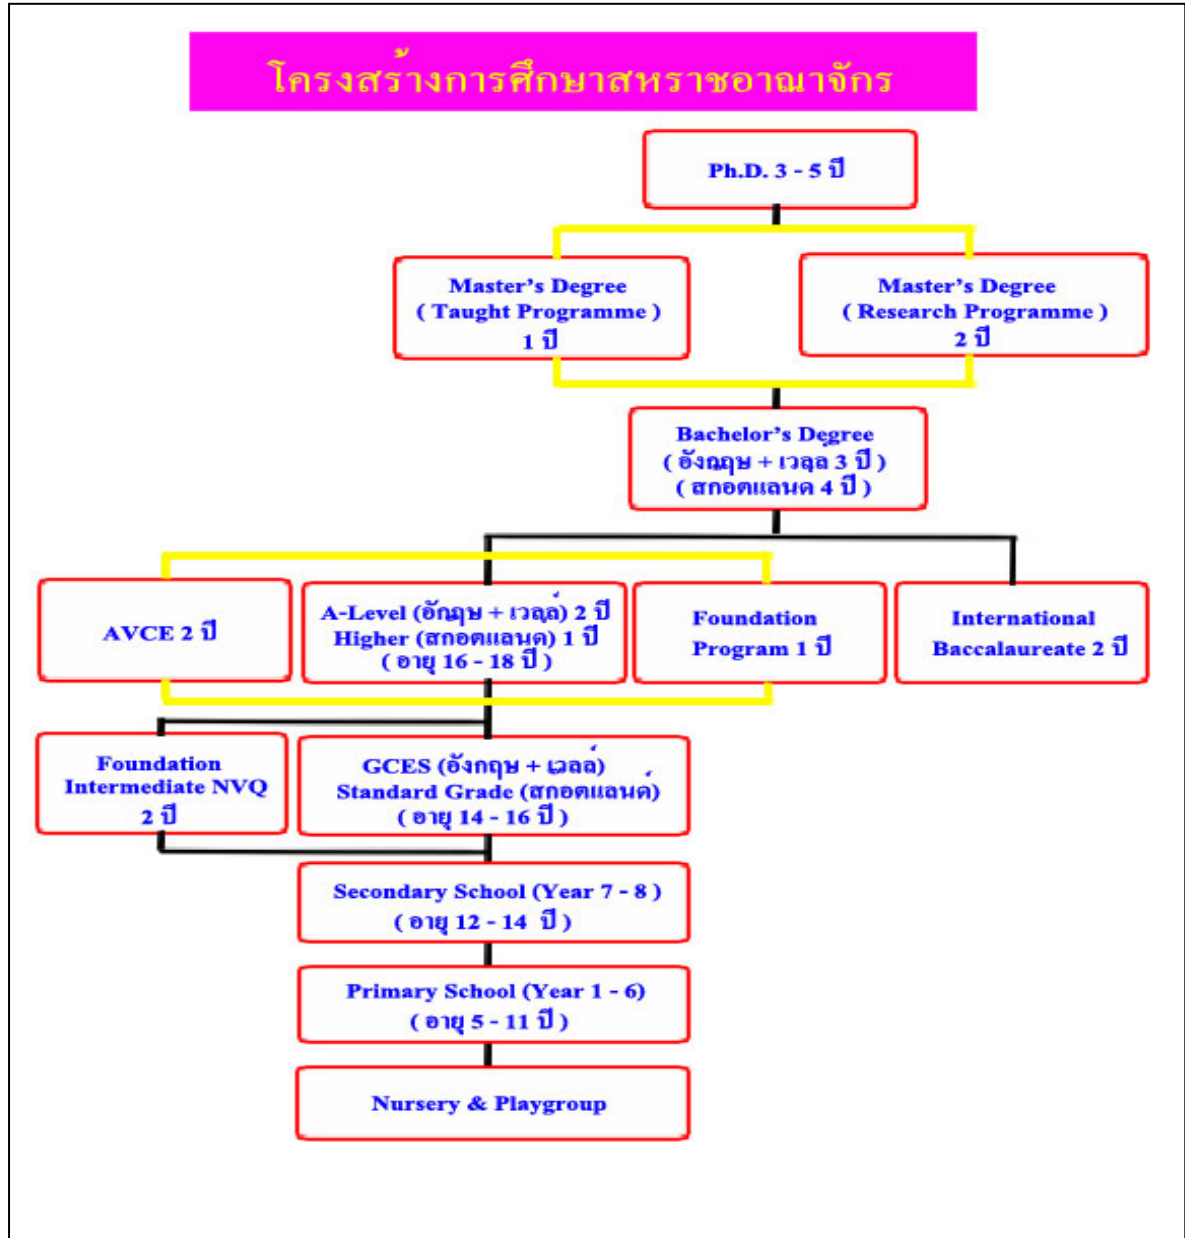 โครงสร้างการศึกษาสหราชอาณาจักร
Ph.D. 3 - 5 ปี
Master's Degree
( Taught Programme )
1 ปี
Master's Degree
( Research Programme )
2 ปี
Bachelor's Degree
( อังกฤษ + เวลล์ 3 ปี )
( สกอตแลนด์ 4 ปี )
AVCE 2 ปี
A-Level (อักฤษ + เวลล์) 2 ปี
Higher (สกอตแลนด์) 1 ปี
( อายุ 16 - 18 ปี )
Foundation
Program 1 ปี
International
Baccalaureate 2 ปี
Foundation
Intermediate NVQ
2 ปี
GCES (อังกฤษ + เวลล์)
Standard Grade (สกอตแลนด์)
( อายุ 14 - 16 ปี )
Secondary School (Year 7 - 8 )
( อายุ 12 - 14 ปี )
Primary School (Year 1 - 6)
( อายุ 5 - 11 ปี )
Nursery & Playgroup